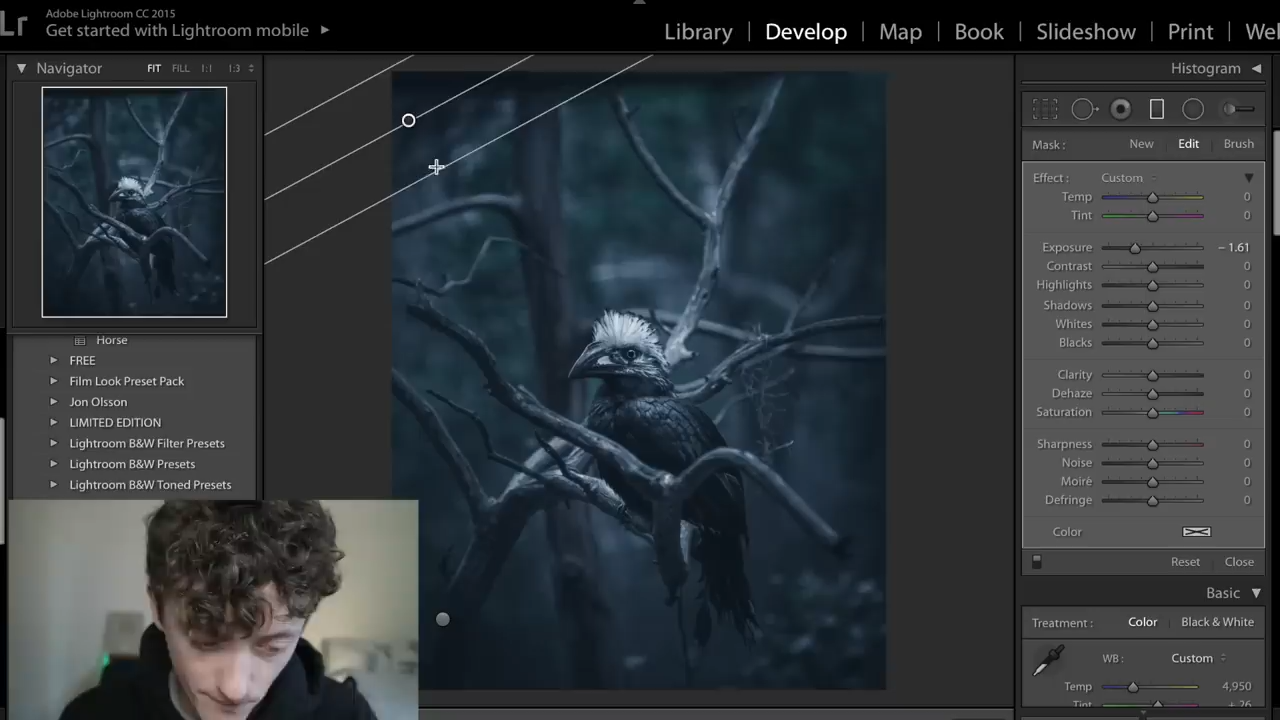 Lr
Adobe Lightroom CC 2015
Get started with Lightroom mobile ▶
Library | Develop | Map | Book | Slideshow | Print | We
Navigator FIT FILL 1:1 1:3
Horse
FREE
Film Look Preset Pack
Jon Olsson
LIMITED EDITION
Lightroom B&W Filter Presets
Lightroom B&W Presets
Lightroom B&W Toned Presets
Histogram
Mask : New Edit Brush
Effect : Custom
Temp 0
Tint 0
Exposure – 1.61
Contrast 0
Highlights 0
Shadows 0
Whites 0
Blacks 0
Clarity 0
Dehaze 0
Saturation 0
Sharpness 0
Noise 0
Moiré 0
Defringe 0
Color
Reset Close
Basic
Treatment : Color Black & White
WB : Custom
Temp 4,950
Tint + 26